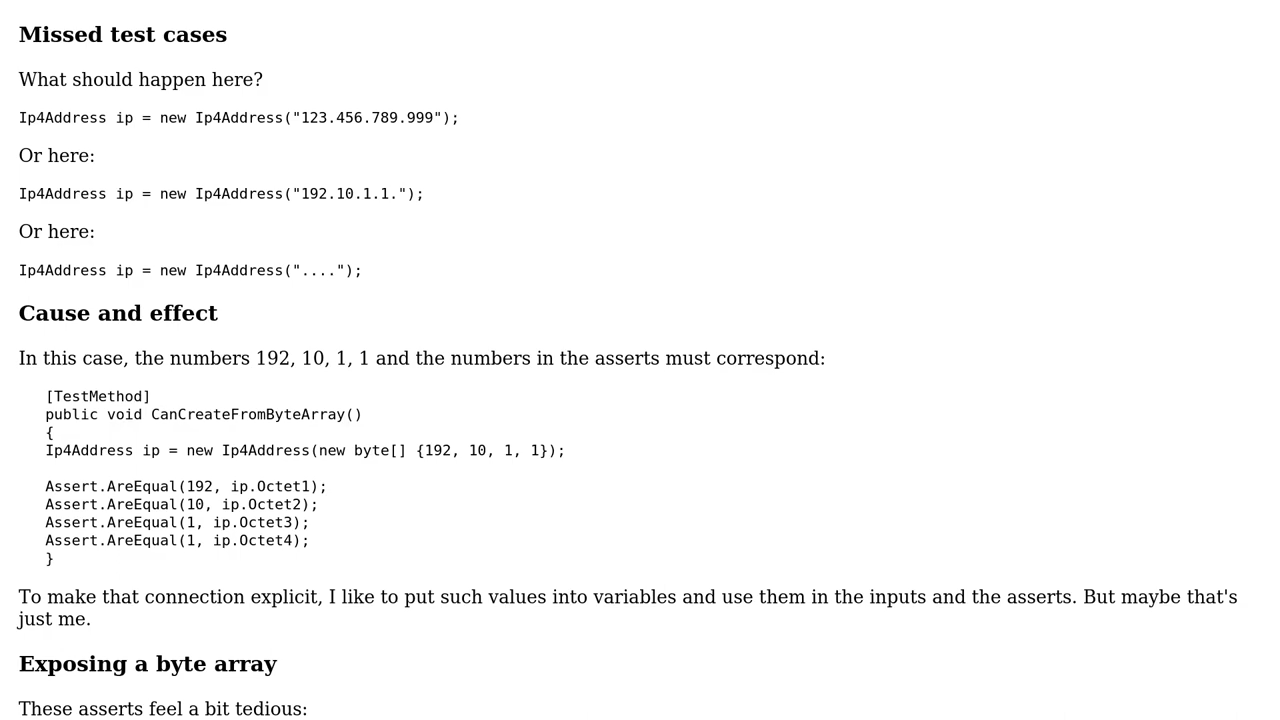 Missed test cases
What should happen here?
Ip4Address ip = new Ip4Address("123.456.789.999");
Or here:
Ip4Address ip = new Ip4Address("192.10.1.1.");
Or here:
Ip4Address ip = new Ip4Address("....");
Cause and effect
In this case, the numbers 192, 10, 1, 1 and the numbers in the asserts must correspond:
[TestMethod]
public void CanCreateFromByteArray()
{
Ip4Address ip = new Ip4Address(new byte[] {192, 10, 1, 1});
Assert.AreEqual(192, ip.Octet1);
Assert.AreEqual(10, ip.Octet2);
Assert.AreEqual(1, ip.Octet3);
Assert.AreEqual(1, ip.Octet4);
}
To make that connection explicit, I like to put such values into variables and use them in the inputs and the asserts. But maybe that's
just me.
Exposing a byte array
These asserts feel a bit tedious: